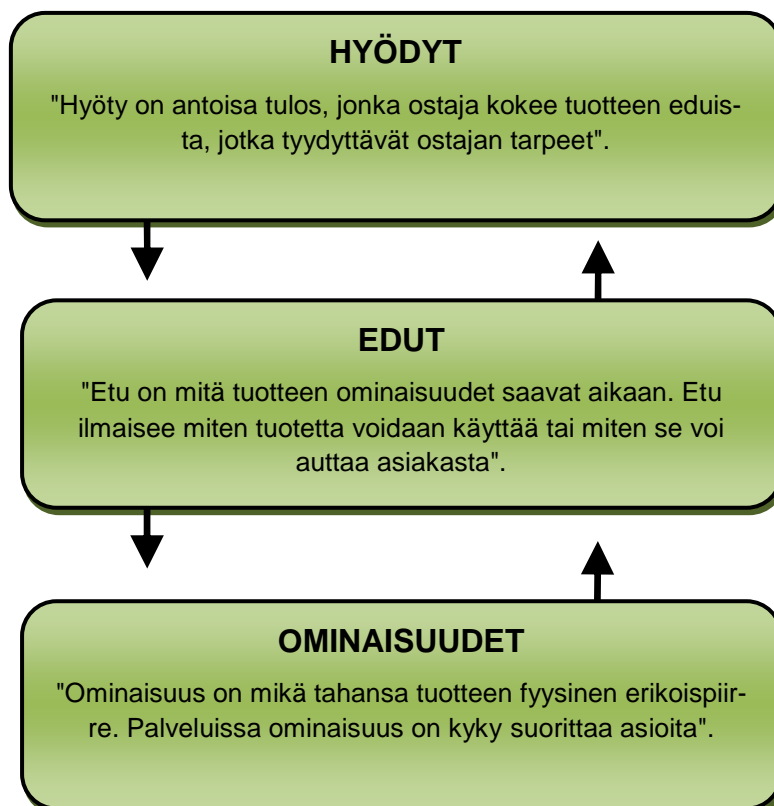 HYÖDYT
"Hyöty on antoisa tulos, jonka ostaja kokee tuotteen eduis-
ta, jotka tyydyttävät ostajan tarpeet".
EDUT
"Etu on mitä tuotteen ominaisuudet saavat aikaan. Etu
ilmaisee miten tuotetta voidaan käyttää tai miten se voi
auttaa asiakasta".
OMINAISUUDET
"Ominaisuus on mikä tahansa tuotteen fyysinen erikoispiir-
re. Palveluissa ominaisuus on kyky suorittaa asioita".